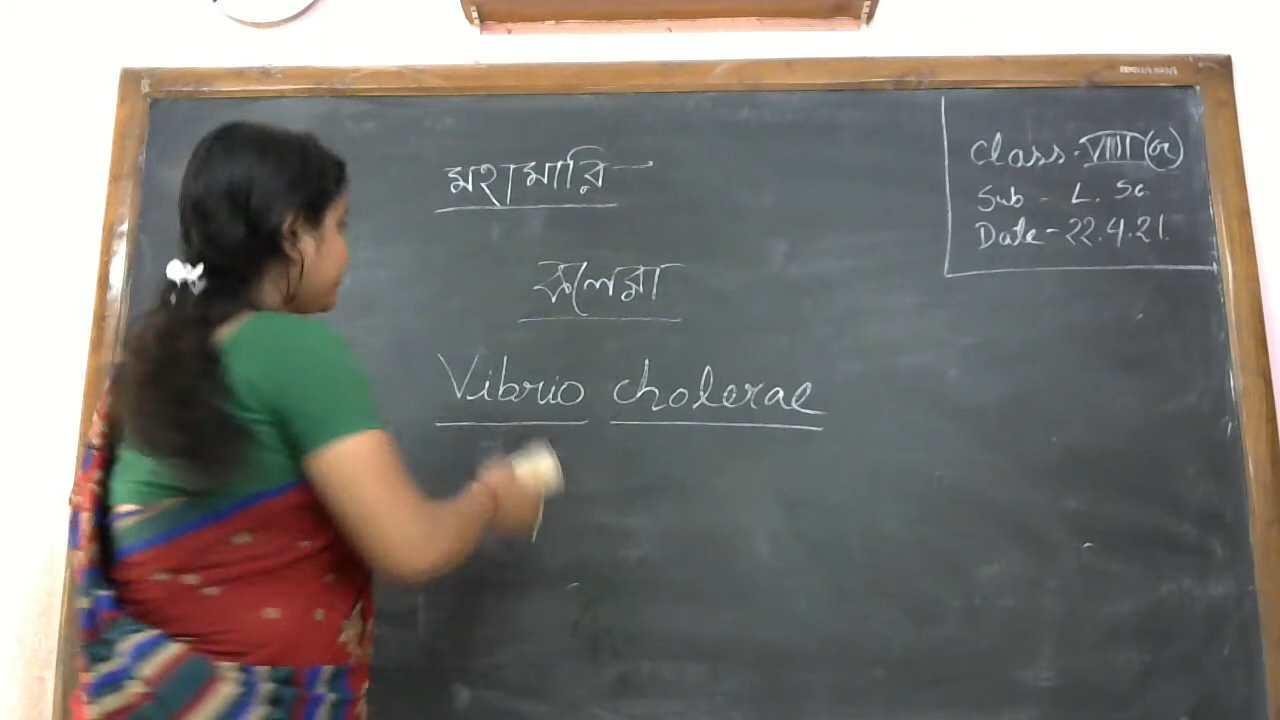 মহামারি -
কলেরা
Vibrio cholerae
Class - VIII
Sub - L. Sc.
Date - 22.4.21.